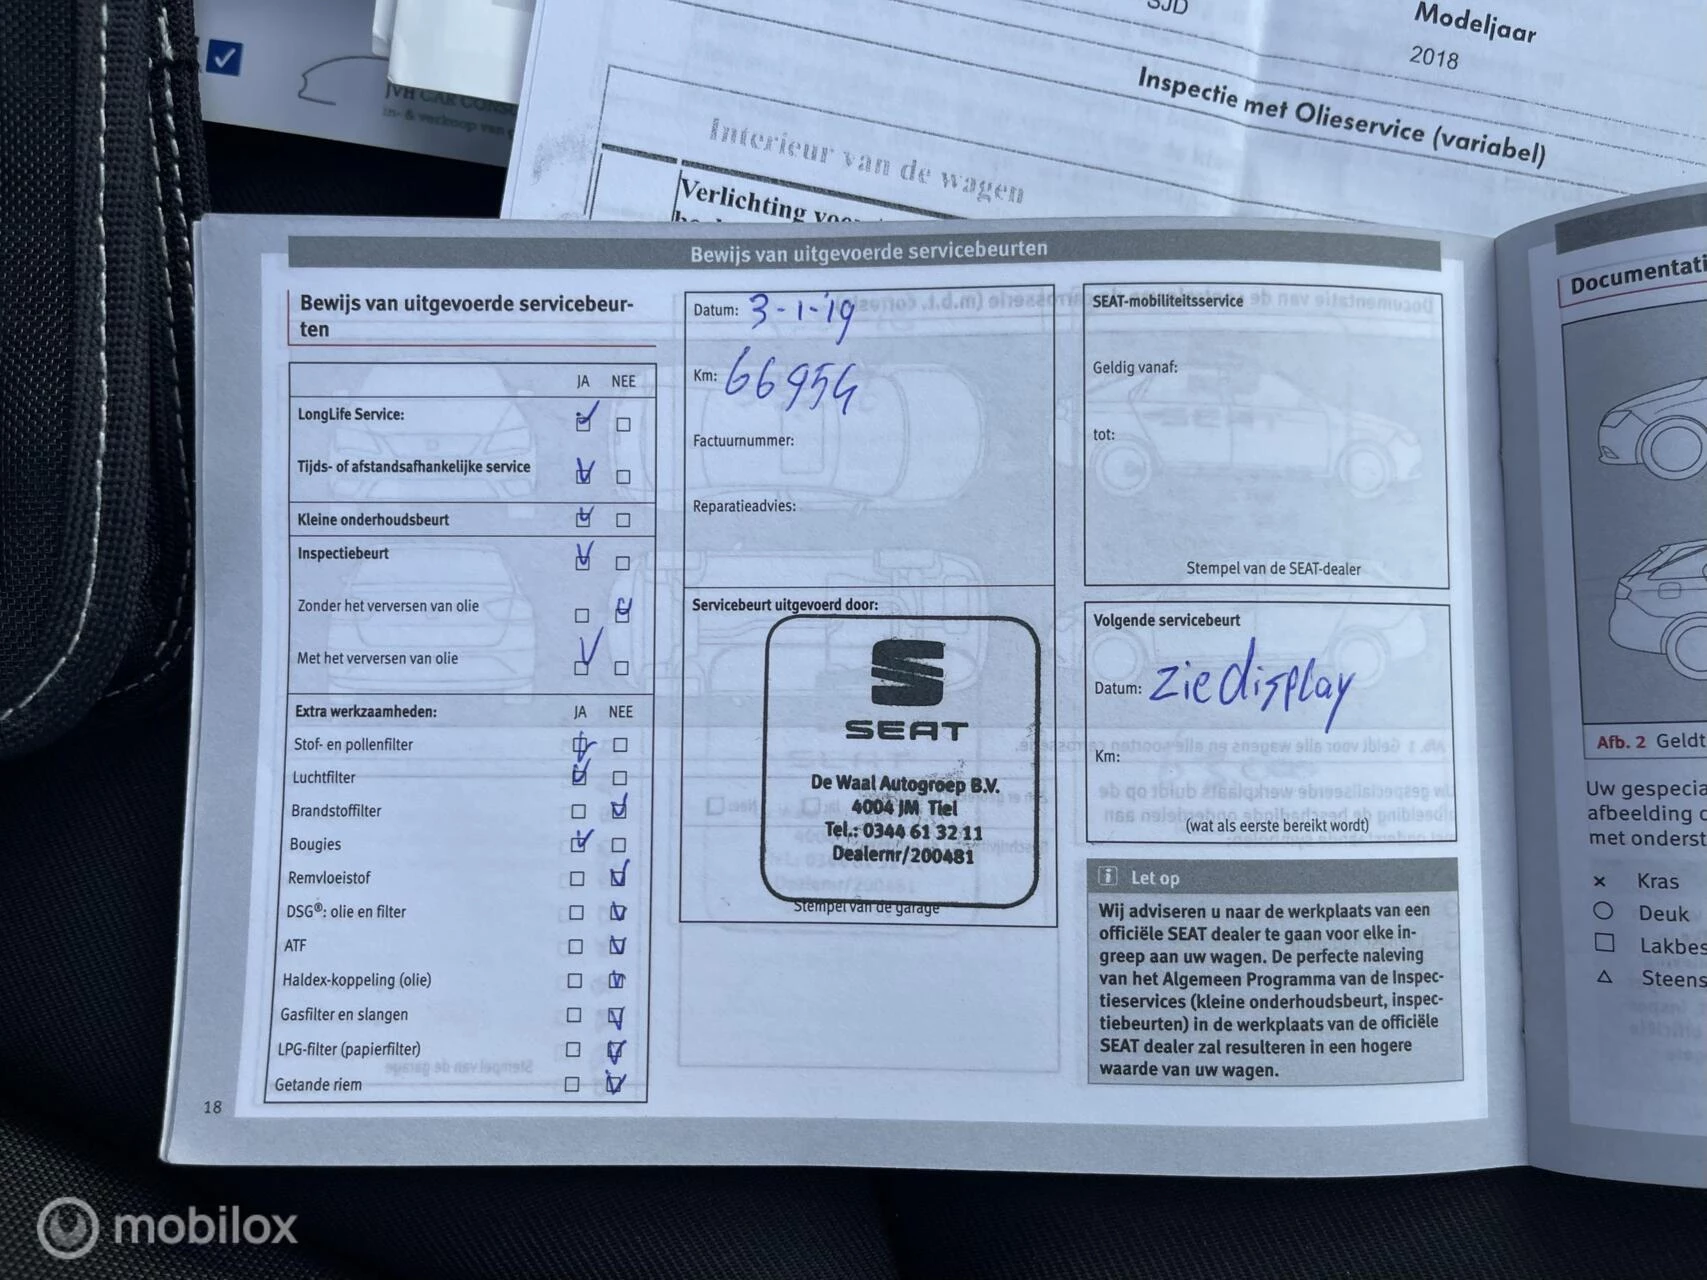 SJD
Modeljaar
2018
Inspectie met Olieservice (variabel)
JVH CAR CONS
in- & verkoop van
Interieur van de wagen
Verlichting
Bewijs van uitgevoerde servicebeurten
Bewijs van uitgevoerde servicebeur-
ten
JA NEE
LongLife Service:
Tijds- of afstandsafhankelijke service
Kleine onderhoudsbeurt
Inspectiebeurt
Zonder het verversen van olie
Met het verversen van olie
Extra werkzaamheden: JA NEE
Stof- en pollenfilter
Luchtfilter
Brandstoffilter
Bougies
Remvloeistof
DSG®: olie en filter
ATF
Haldex-koppeling (olie)
Gasfilter en slangen
LPG-filter (papierfilter)
Getande riem
18
Datum: 3-1-'19
Km: 66954
Factuurnummer:
Reparatieadvies:
Servicebeurt uitgevoerd door:
SEAT
De Waal Autogroep B.V.
4004 JM Tiel
Tel.: 0344 61 32 11
Dealernr/200481
Stempel van de garage
SEAT-mobiliteitsservice
Geldig vanaf:
tot:
Stempel van de SEAT-dealer
Volgende servicebeurt
Datum: zie display
Km:
(wat als eerste bereikt wordt)
i Let op
Wij adviseren u naar de werkplaats van een
officiële SEAT dealer te gaan voor elke in-
greep aan uw wagen. De perfecte naleving
van het Algemeen Programma van de Inspec-
tieservices (kleine onderhoudsbeurt, inspec-
tiebeurten) in de werkplaats van de officiële
SEAT dealer zal resulteren in een hogere
waarde van uw wagen.
Documentati
Afb. 2 Geldt
Uw gespecia
afbeelding
met onderst
× Kras
Deuk
Lakbes
Steens
mobilox